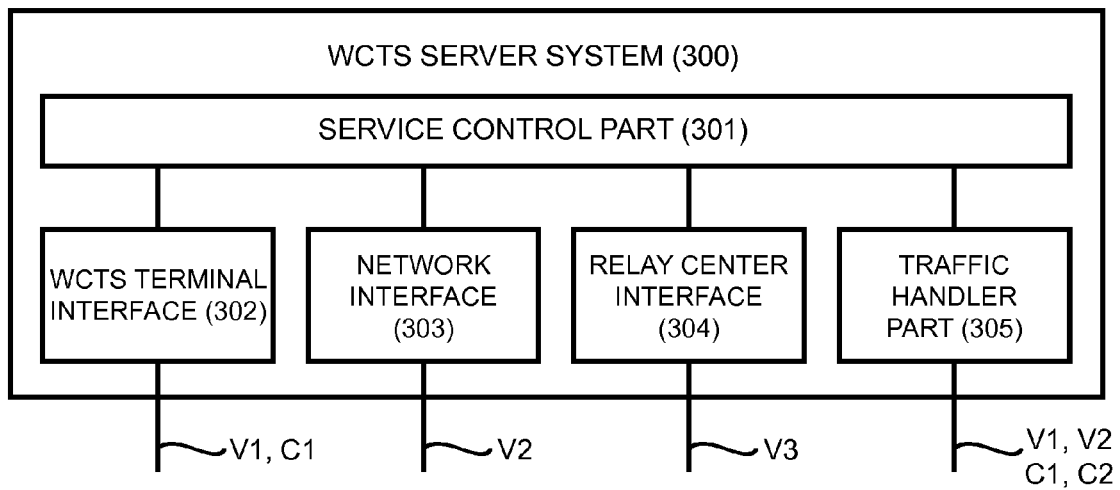 WCTS SERVER SYSTEM (300)
SERVICE CONTROL PART (301)
WCTS TERMINAL
INTERFACE (302)
NETWORK
INTERFACE
(303)
RELAY CENTER
INTERFACE
(304)
TRAFFIC
HANDLER
PART (305)
V1, C1
V2
V3
V1, V2
C1, C2